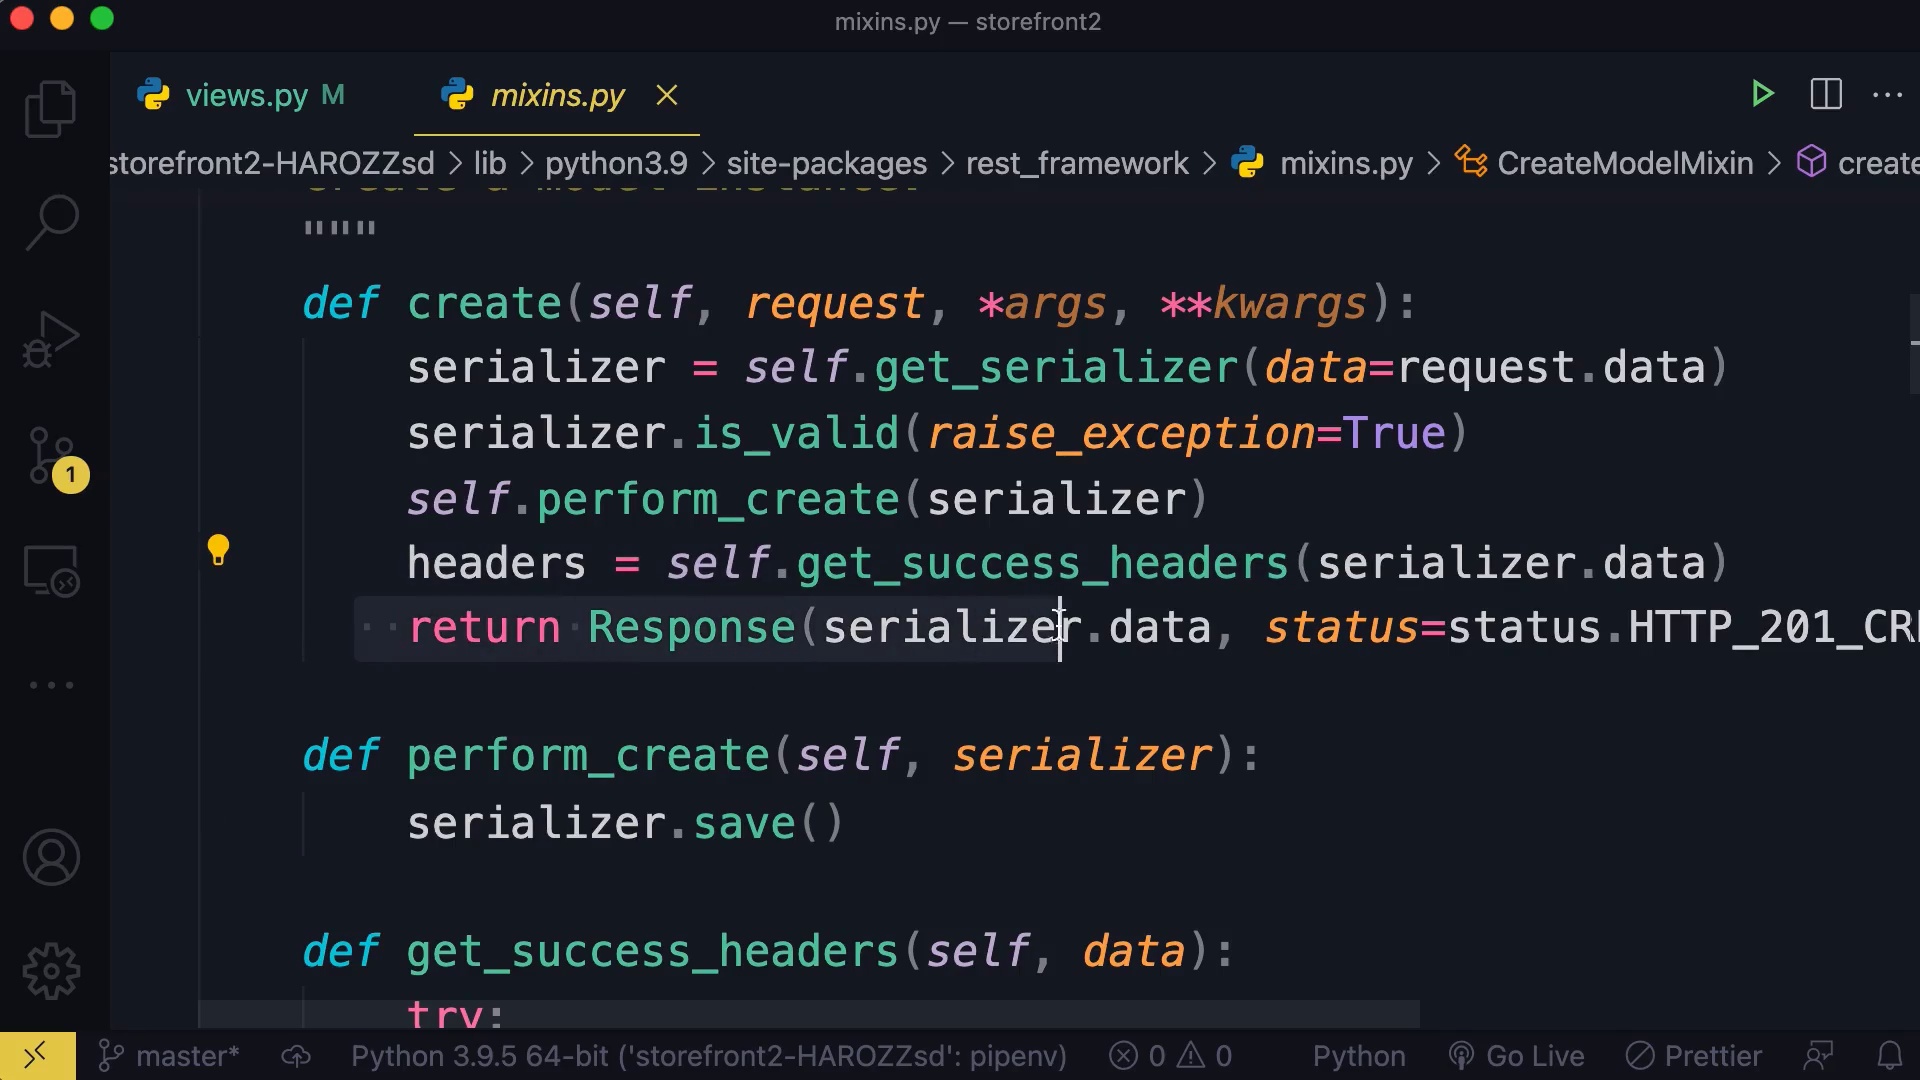 mixins.py — storefront2
views.py M
mixins.py
storefront2-HAROZZsd > lib > python3.9 > site-packages > rest_framework > mixins.py > CreateModelMixin > create
Create a model instance.
"""
def create(self, request, *args, **kwargs):
serializer = self.get_serializer(data=request.data)
serializer.is_valid(raise_exception=True)
self.perform_create(serializer)
headers = self.get_success_headers(serializer.data)
return Response(serializer.data, status=status.HTTP_201_CR
def perform_create(self, serializer):
serializer.save()
def get_success_headers(self, data):
try:
1
master* Python 3.9.5 64-bit ('storefront2-HAROZZsd': pipenv) 0 0 Python Go Live Prettier